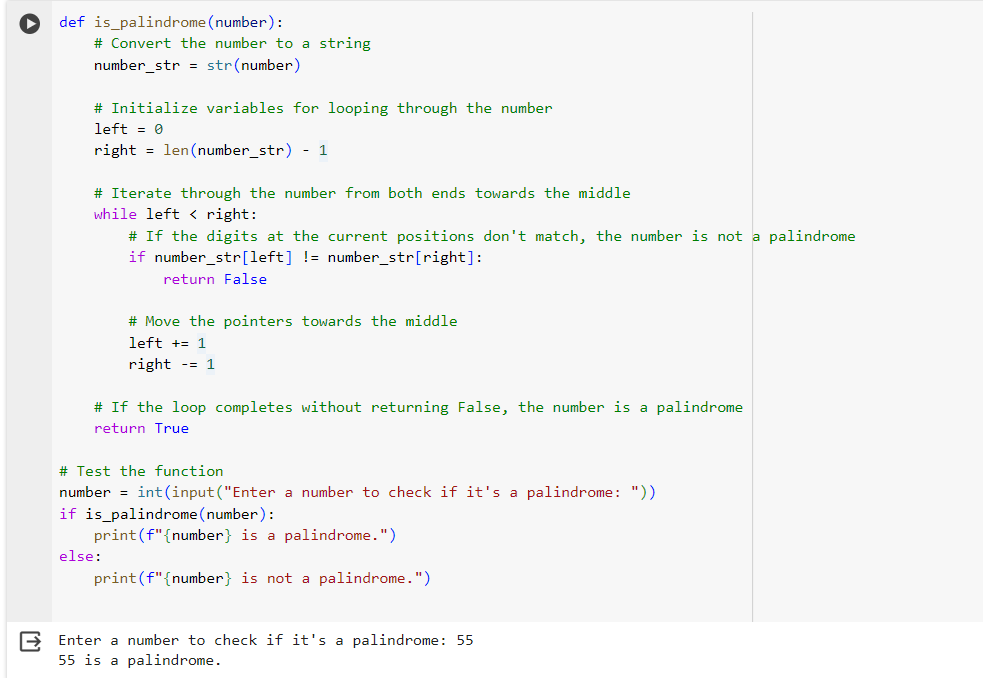 def is_palindrome(number):
    # Convert the number to a string
    number_str = str(number)

    # Initialize variables for looping through the number
    left = 0
    right = len(number_str) - 1

    # Iterate through the number from both ends towards the middle
    while left < right:
        # If the digits at the current positions don't match, the number is not a palindrome
        if number_str[left] != number_str[right]:
            return False

        # Move the pointers towards the middle
        left += 1
        right -= 1

    # If the loop completes without returning False, the number is a palindrome
    return True

# Test the function
number = int(input("Enter a number to check if it's a palindrome: "))
if is_palindrome(number):
    print(f"{number} is a palindrome.")
else:
    print(f"{number} is not a palindrome.")

Enter a number to check if it's a palindrome: 55
55 is a palindrome.